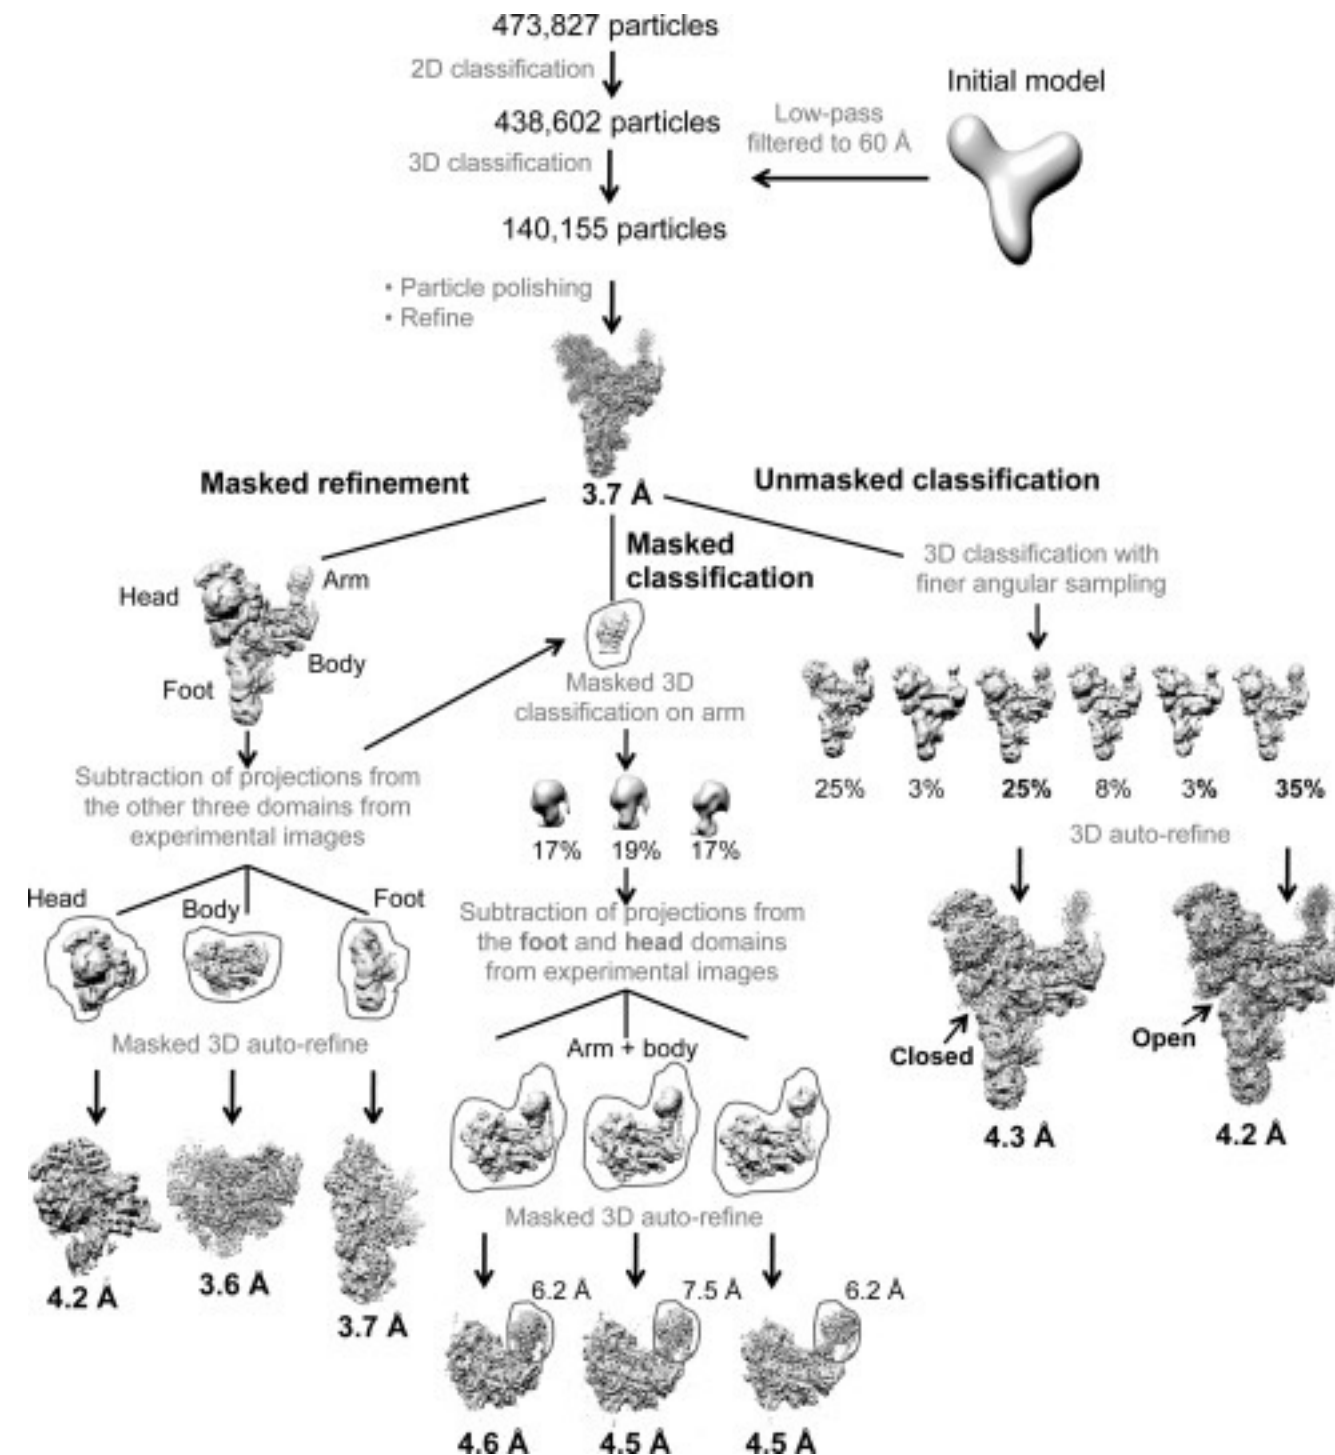 473,827 particles
2D classification
438,602 particles
3D classification
140,155 particles
Initial model
Low-pass
filtered to 60 Å
• Particle polishing
• Refine
3.7 Å
Masked refinement
Head
Arm
Body
Foot
Subtraction of projections from
the other three domains from
experimental images
Head
Body
Foot
Masked 3D auto-refine
4.2 Å
3.6 Å
3.7 Å
Masked
classification
Masked 3D
classification on arm
17%
19%
17%
Subtraction of projections from
the foot and head domains
from experimental images
Arm + body
Masked 3D auto-refine
6.2 Å
7.5 Å
6.2 Å
4.6 Å
4.5 Å
4.5 Å
Unmasked classification
3D classification with
finer angular sampling
25%
3%
25%
8%
3%
35%
3D auto-refine
Closed
Open
4.3 Å
4.2 Å